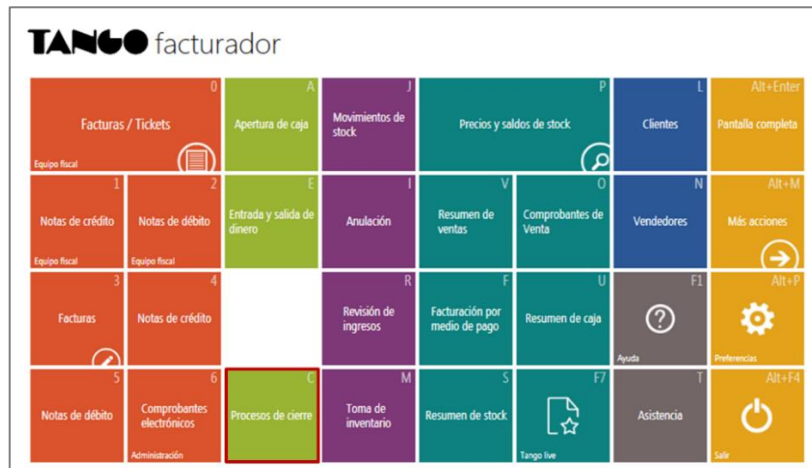 TANGO facturador
0
Facturas / Tickets
Equipo fiscal
A
Apertura de caja
J
Movimientos de
stock
P
Precios y saldos de stock
L
Clientes
Alt+Enter
Pantalla completa
1
Notas de crédito
Equipo fiscal
2
Notas de débito
Equipo fiscal
E
Entrada y salida de
dinero
I
Anulación
V
Resumen de
ventas
O
Comprobantes de
Venta
N
Vendedores
Alt+M
Más acciones
3
Facturas
4
Notas de crédito
R
Revisión de
ingresos
F
Facturación por
medio de pago
U
Resumen de caja
F1
?
Ayuda
Alt+P
Preferencias
5
Notas de débito
6
Comprobantes
electrónicos
Administración
C
Procesos de cierre
M
Toma de
inventario
S
Resumen de stock
F7
Tango live
T
Asistencia
Alt+F4
Salir